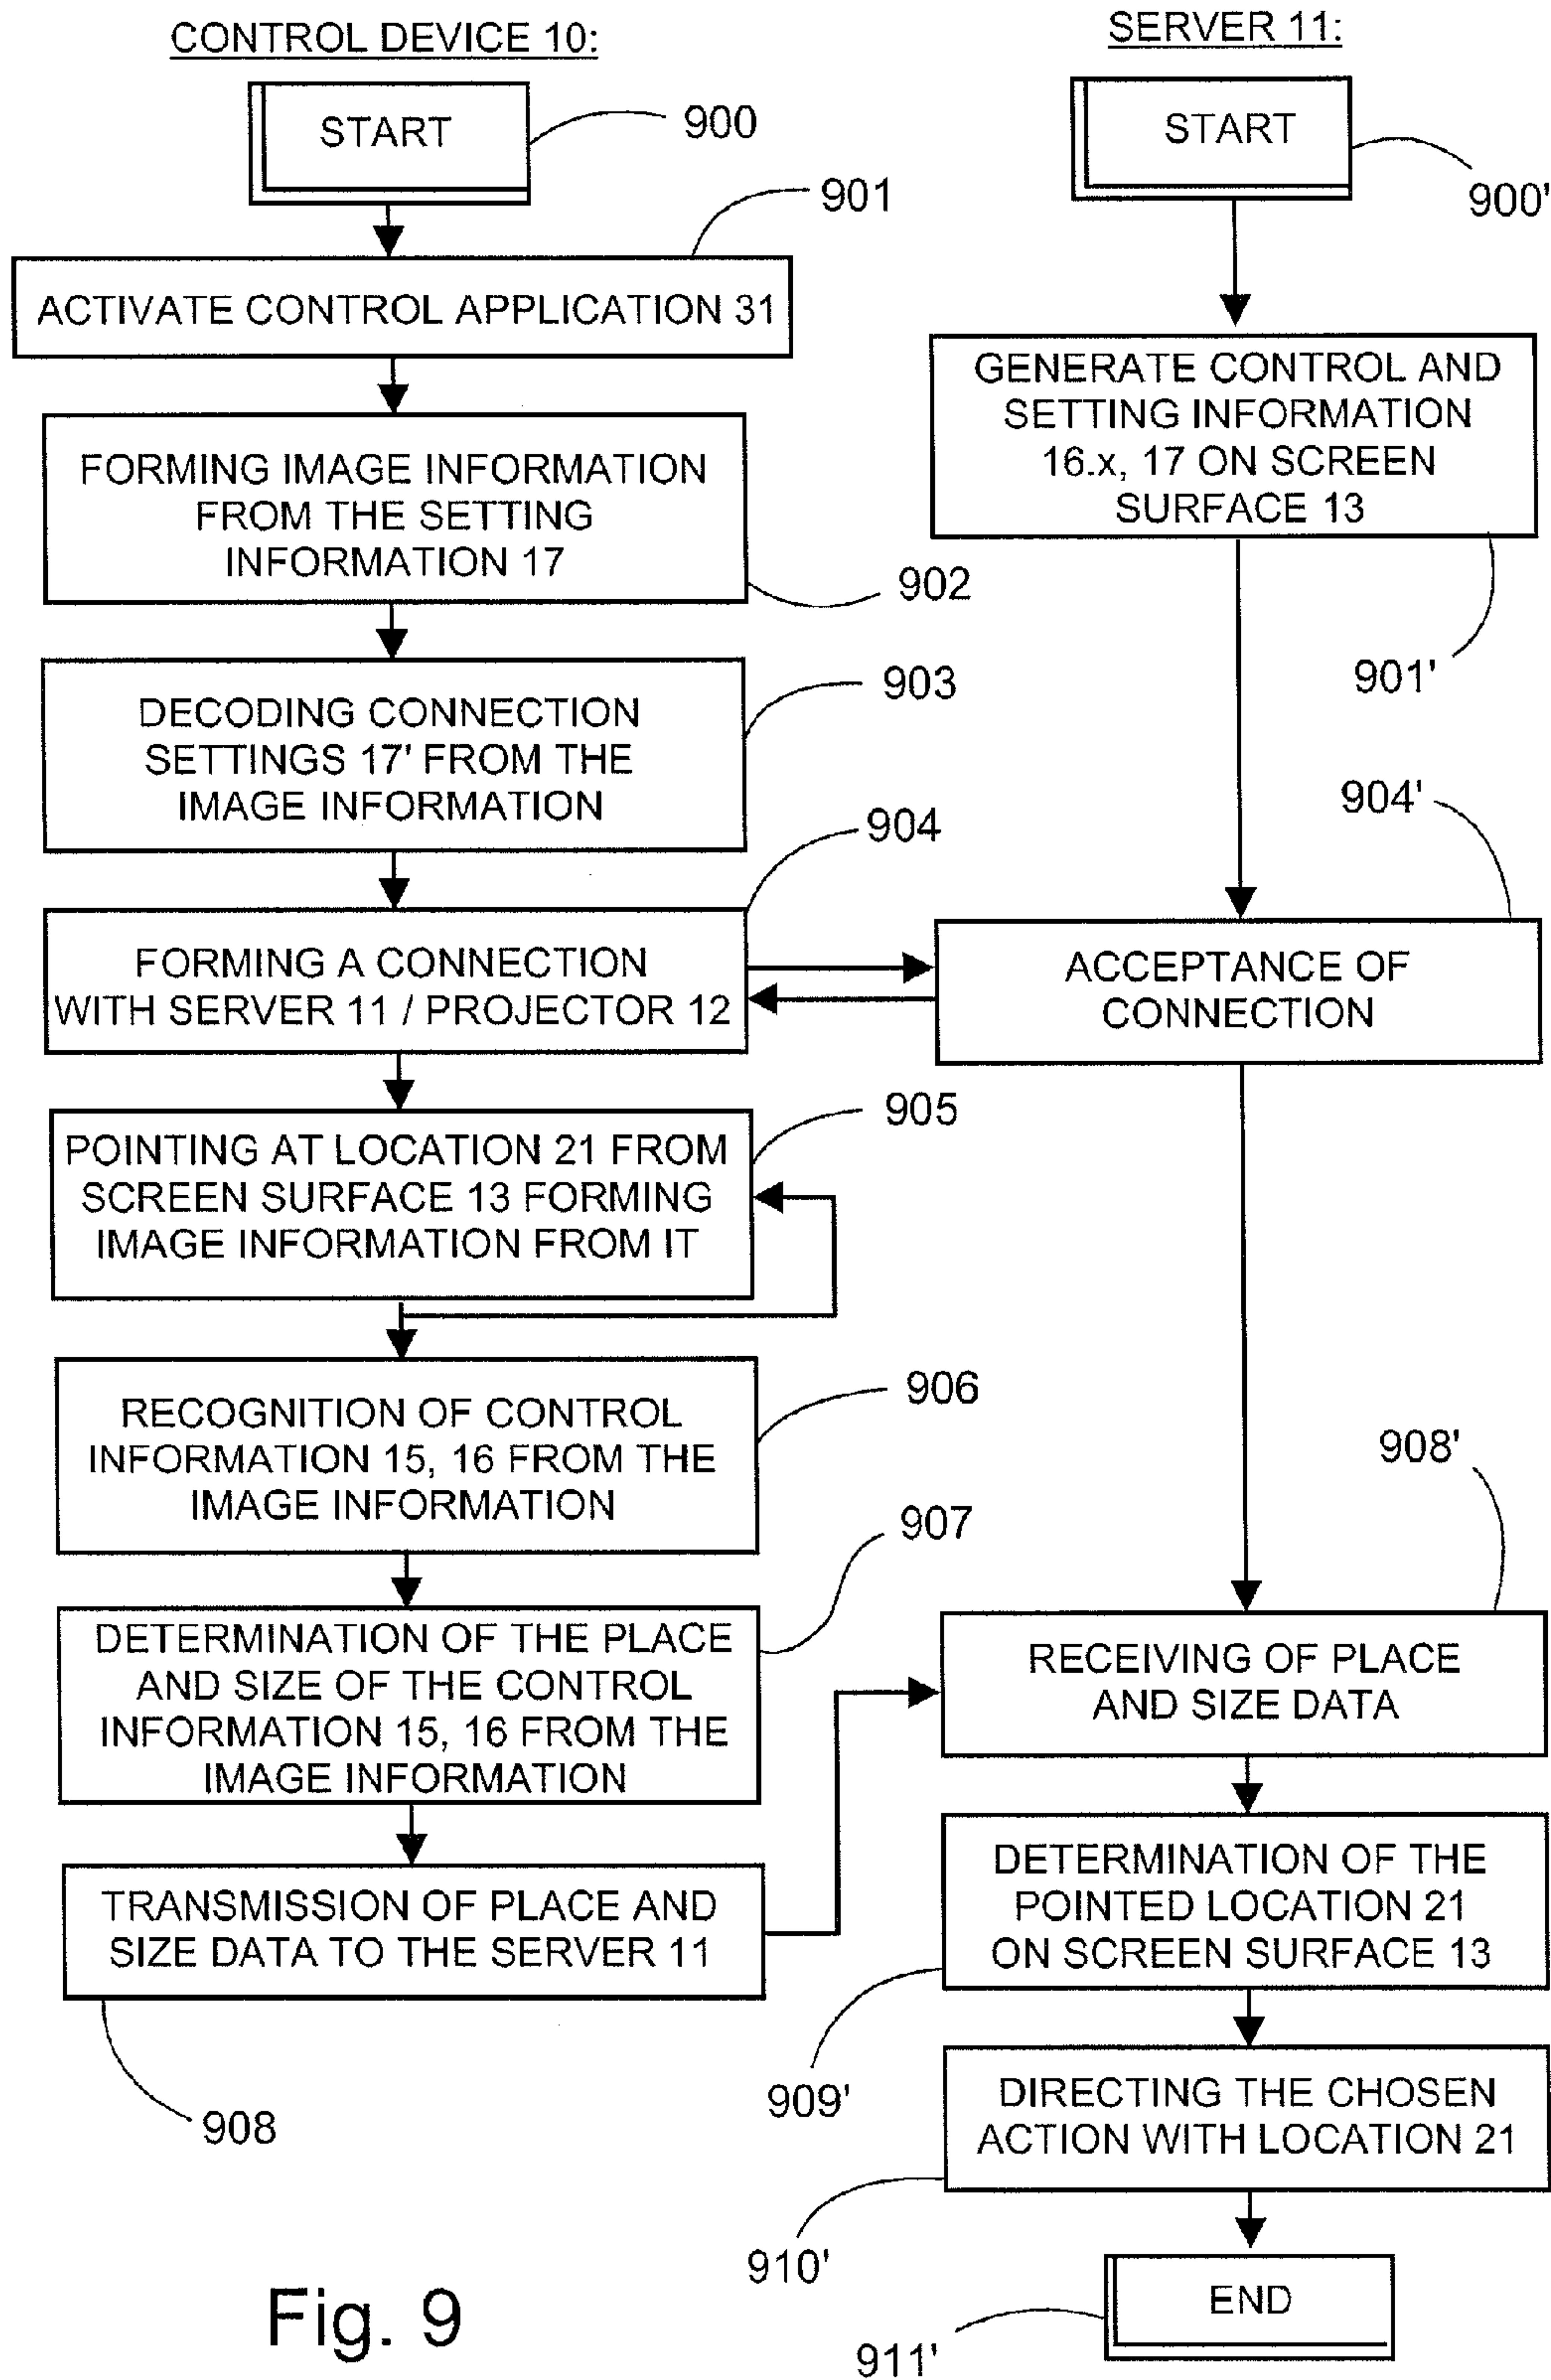 CONTROL DEVICE 10:
START
900
901
ACTIVATE CONTROL APPLICATION 31
FORMING IMAGE INFORMATION
FROM THE SETTING
INFORMATION 17
902
DECODING CONNECTION
SETTINGS 17' FROM THE
IMAGE INFORMATION
903
904
FORMING A CONNECTION
WITH SERVER 11 / PROJECTOR 12
905
POINTING AT LOCATION 21 FROM
SCREEN SURFACE 13 FORMING
IMAGE INFORMATION FROM IT
906
RECOGNITION OF CONTROL
INFORMATION 15, 16 FROM THE
IMAGE INFORMATION
907
DETERMINATION OF THE PLACE
AND SIZE OF THE CONTROL
INFORMATION 15, 16 FROM THE
IMAGE INFORMATION
TRANSMISSION OF PLACE AND
SIZE DATA TO THE SERVER 11
908
SERVER 11:
START
900'
GENERATE CONTROL AND
SETTING INFORMATION
16.x, 17 ON SCREEN
SURFACE 13
901'
904'
ACCEPTANCE OF
CONNECTION
908'
RECEIVING OF PLACE
AND SIZE DATA
DETERMINATION OF THE
POINTED LOCATION 21
ON SCREEN SURFACE 13
909'
DIRECTING THE CHOSEN
ACTION WITH LOCATION 21
910'
END
911'
Fig. 9